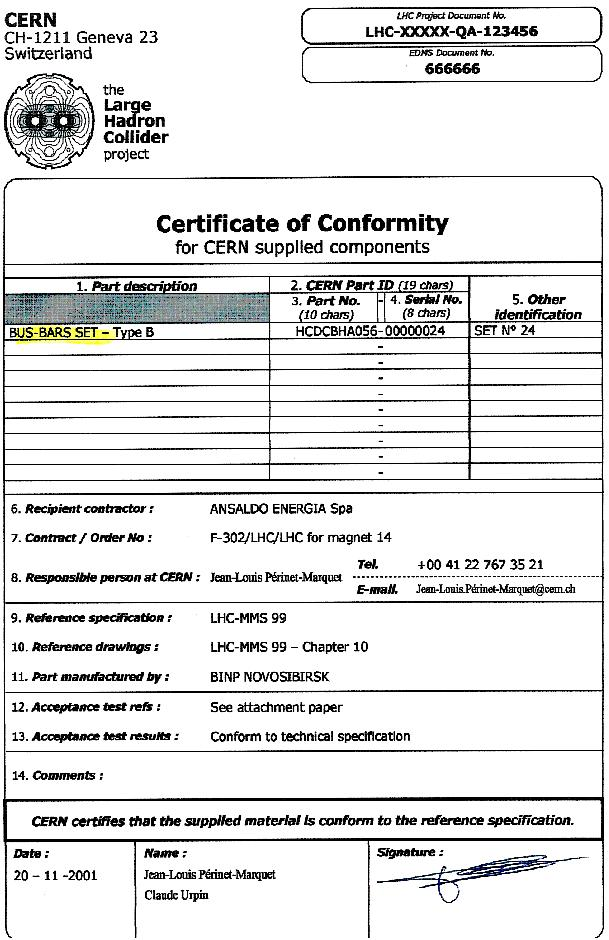 CERN
CH-1211 Geneva 23
Switzerland
the
Large
Hadron
Collider
project
LHC Project Document No.
LHC-XXXXX-QA-123456
EDMS Document No.
666666
Certificate of Conformity
for CERN supplied components
1. Part description
2. CERN Part ID (19 chars)
3. Part No. - 4. Serial No.
(10 chars) (8 chars)
5. Other
identification
BUS-BARS SET – Type B HCDCBHA056-00000024 SET Nº 24
-
-
-
-
-
-
-
-
-
6. Recipient contractor : ANSALDO ENERGIA Spa
7. Contract / Order No : F-302/LHC/LHC for magnet 14
8. Responsible person at CERN : Jean-Louis Périnet-Marquet
Tel. +00 41 22 767 35 21
E-mail. Jean-Louis.Périnet-Marquet@cern.ch
9. Reference specification : LHC-MMS 99
10. Reference drawings : LHC-MMS 99 – Chapter 10
11. Part manufactured by : BINP NOVOSIBIRSK
12. Acceptance test refs : See attachment paper
13. Acceptance test results : Conform to technical specification
14. Comments :
CERN certifies that the supplied material is conform to the reference specification.
Date : Name : Signature :
20 – 11 -2001 Jean-Louis Périnet-Marquet
Claude Urpin